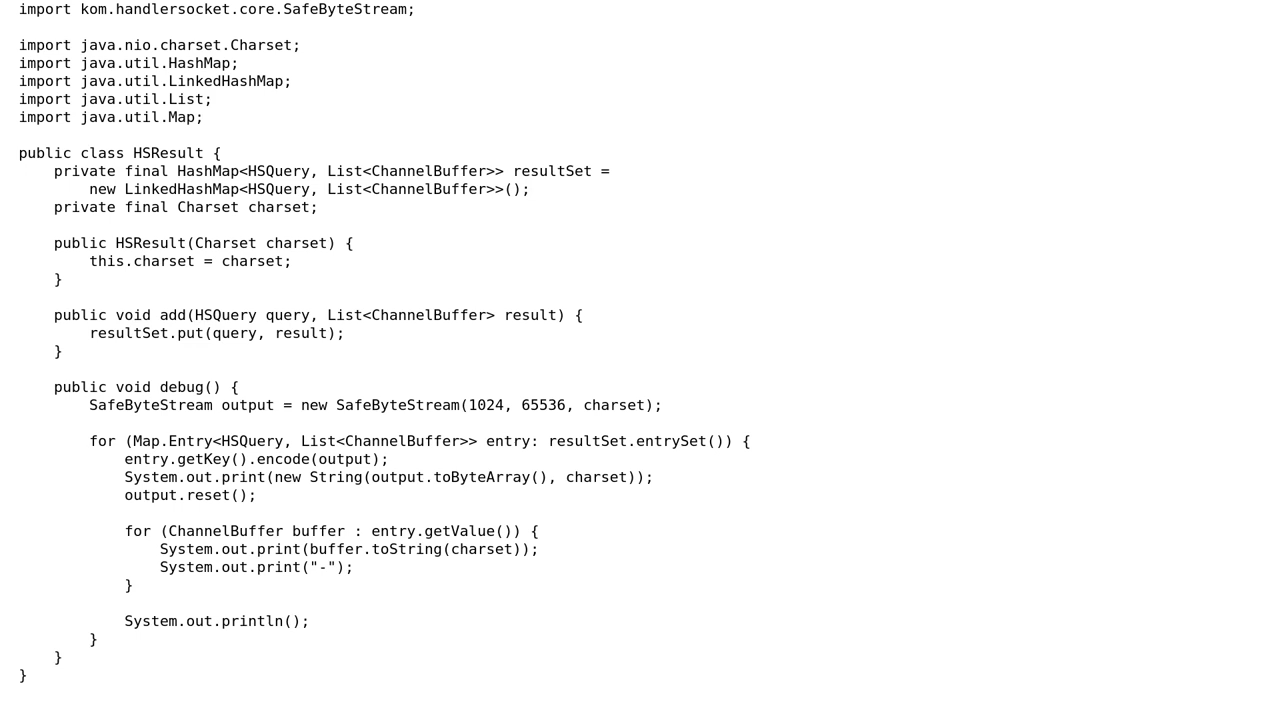 import kom.handlersocket.core.SafeByteStream;

import java.nio.charset.Charset;
import java.util.HashMap;
import java.util.LinkedHashMap;
import java.util.List;
import java.util.Map;

public class HSResult {
    private final HashMap<HSQuery, List<ChannelBuffer>> resultSet =
        new LinkedHashMap<HSQuery, List<ChannelBuffer>>();
    private final Charset charset;

    public HSResult(Charset charset) {
        this.charset = charset;
    }

    public void add(HSQuery query, List<ChannelBuffer> result) {
        resultSet.put(query, result);
    }

    public void debug() {
        SafeByteStream output = new SafeByteStream(1024, 65536, charset);

        for (Map.Entry<HSQuery, List<ChannelBuffer>> entry: resultSet.entrySet()) {
            entry.getKey().encode(output);
            System.out.print(new String(output.toByteArray(), charset));
            output.reset();

            for (ChannelBuffer buffer : entry.getValue()) {
                System.out.print(buffer.toString(charset));
                System.out.print("-");
            }

            System.out.println();
        }
    }
}